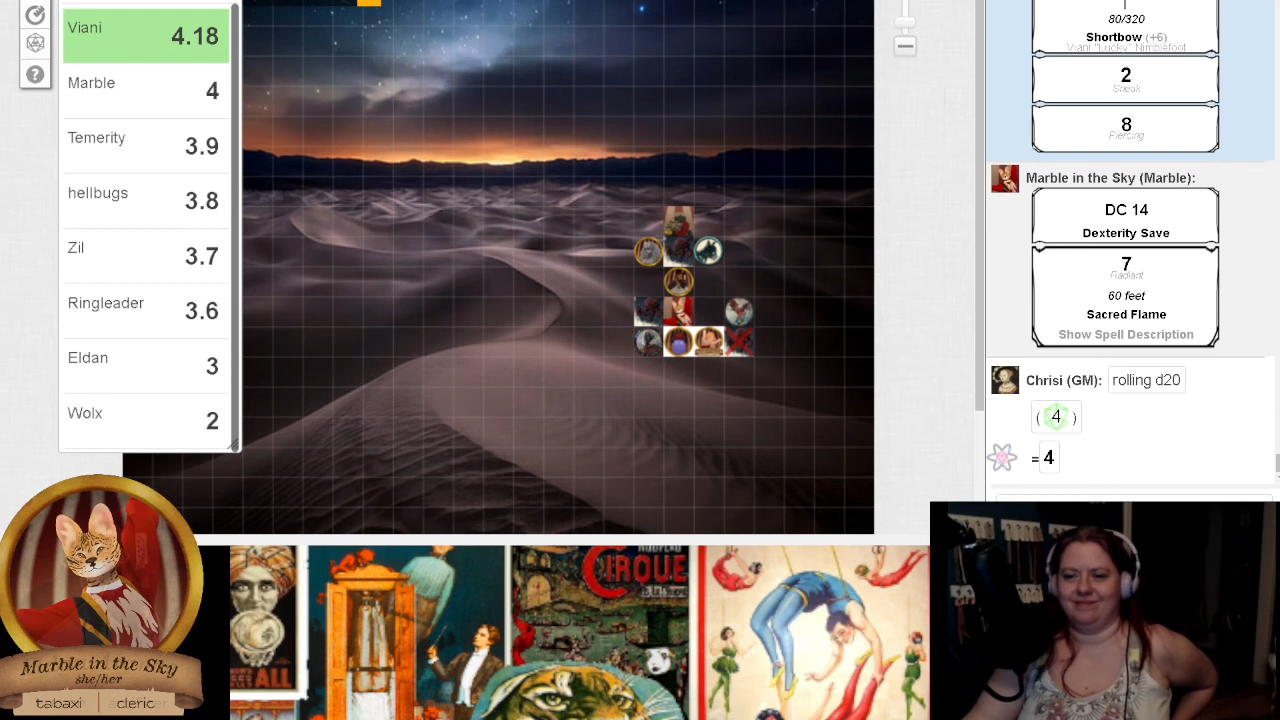 Viani
4.18
Marble
4
Temerity
3.9
hellbugs
3.8
Zil
3.7
Ringleader
3.6
Eldan
3
Wolx
2
80/320
Shortbow (+6)
Viani "Lucky" Nimblefoot
2
Sneak
8
Piercing
Marble in the Sky (Marble):
DC 14
Dexterity Save
7
Radiant
60 feet
Sacred Flame
Show Spell Description
Chrisi (GM): rolling d20
( 4 )
=4
Marble in the Sky
she/her
tabaxi | cleric
ALL
CIRQUE